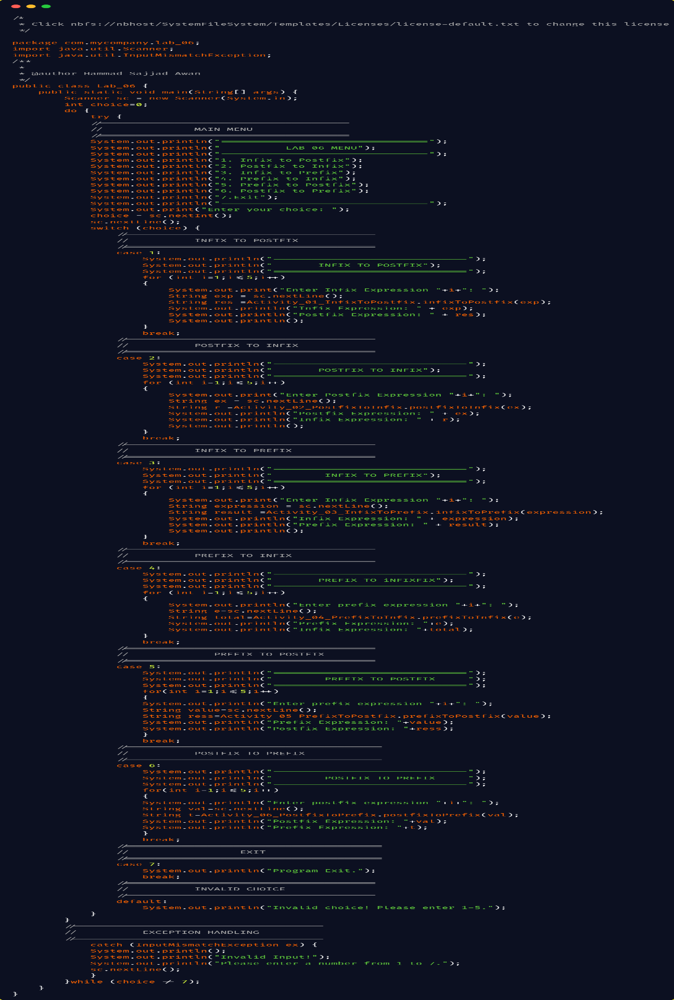 /*
 * Click nbfs://nbhost/SystemFileSystem/Templates/Licenses/license-default.txt to change this license
 */

package com.mycompany.lab_06;
import java.util.Scanner;
import java.util.InputMismatchException;
/**
 *
 * @author Hammad Sajjad Awan
 */
public class Lab_06 {
    public static void main(String[] args) {
        Scanner sc = new Scanner(System.in);
        int choice=0;
        do {
            try {
            //======================================
            //              MAIN MENU
            //======================================
            System.out.println("================================");
            System.out.println("          LAB 06 MENU");
            System.out.println("================================");
            System.out.println("1. Infix to Postfix");
            System.out.println("2. Postfix to Infix");
            System.out.println("3. Infix to Prefix");
            System.out.println("4. Prefix to Infix");
            System.out.println("5. Prefix to Postfix");
            System.out.println("6. Postfix to Prefix");
            System.out.println("7.Exit");
            System.out.println("================================");
            System.out.print("Enter your choice: ");
            choice = sc.nextInt();
            sc.nextLine();
            switch (choice) {
                //======================================
                //          INFIX TO POSTFIX
                //======================================
                case 1:
                    System.out.println("==============================");
                    System.out.println("       INFIX TO POSTFIX");
                    System.out.println("==============================");
                    for (int i=1;i<=5;i++)
                    {
                        System.out.print("Enter Infix Expression "+i+": ");
                        String exp = sc.nextLine();
                        String res =Activity_01_InfixToPostfix.infixToPostfix(exp);
                        System.out.println("Infix Expression: " + exp);
                        System.out.println("Postfix Expression: " + res);
                        System.out.println();
                    }
                    break;
                //======================================
                //          POSTFIX TO INFIX
                //======================================
                case 2:
                    System.out.println("==============================");
                    System.out.println("       POSTFIX TO INFIX");
                    System.out.println("==============================");
                    for (int i=1;i<=5;i++)
                    {
                        System.out.print("Enter Postfix Expression "+i+": ");
                        String ex = sc.nextLine();
                        String r =Activity_02_PostfixToInfix.postfixToInfix(ex);
                        System.out.println("Postfix Expression: " + ex);
                        System.out.println("Infix Expression: " + r);
                        System.out.println();
                    }
                    break;
                //======================================
                //          INFIX TO PREFIX
                //======================================
                case 3:
                    System.out.println("==============================");
                    System.out.println("        INFIX TO PREFIX");
                    System.out.println("==============================");
                    for (int i=1;i<=5;i++)
                    {
                        System.out.print("Enter Infix Expression "+i+": ");
                        String expression = sc.nextLine();
                        String result =Activity_03_InfixToPrefix.infixToPrefix(expression);
                        System.out.println("Infix Expression: " + expression);
                        System.out.println("Prefix Expression: " + result);
                        System.out.println();
                    }
                    break;
                //======================================
                //          PREFIX TO INFIX
                //======================================
                case 4:
                    System.out.println("==============================");
                    System.out.println("       PREFIX TO iNFIXFIX");
                    System.out.println("==============================");
                    for (int i=1;i<=5;i++)
                    {
                        System.out.println("Enter prefix expression "+i+": ");
                        String e=sc.nextLine();
                        String total=Activity_04_PrefixToInfix.prefixToInfix(e);
                        System.out.println("Prefix Expression: "+e);
                        System.out.println("Infix Expression: "+total);
                    }
                    break;
                //======================================
                //             PREFIX TO POSTFIX
                //======================================
                case 5:
                    System.out.println("==============================");
                    System.out.println("        PREFIX TO POSTFIX     ");
                    System.out.println("==============================");
                    for(int i=1;i<=5;i++)
                    {
                    System.out.println("Enter prefix expression "+i+": ");
                    String value=sc.nextLine();
                    String ress=Activity_05_PrefixToPostfix.prefixToPostfix(value);
                    System.out.println("Prefix Expression: "+value);
                    System.out.println("Postfix Expression: "+ress);
                    }
                    break;
                //=======================================
                //          POSTFIX TO PREFIX
                //=======================================
                case 6:
                    System.out.println("==============================");
                    System.out.println("        POSTFIX TO PREFIX     ");
                    System.out.println("==============================");
                    for(int i=1;i<=5;i++)
                    {
                    System.out.println("Enter postfix expression "+i+": ");
                    String val=sc.nextLine();
                    String t=Activity_06_PostfixToPrefix.postfixToPrefix(val);
                    System.out.println("Postfix Expression: "+val);
                    System.out.println("Prefix Expression: "+t);
                    }
                    break;
                //=======================================
                //                 EXIT
                //=======================================
                case 7:
                    System.out.println("Program Exit.");
                    break;
                //======================================
                //          INVALID CHOICE
                //======================================
                default:
                    System.out.println("Invalid choice! Please enter 1-5.");
            }
        }
        //======================================
        //          EXCEPTION HANDLING
        //======================================
            catch (InputMismatchException ex) {
            System.out.println();
            System.out.println("Invalid Input!");
            System.out.println("Please enter a number from 1 to 7.");
            sc.nextLine();
            }
        }while (choice != 7);
    }
}